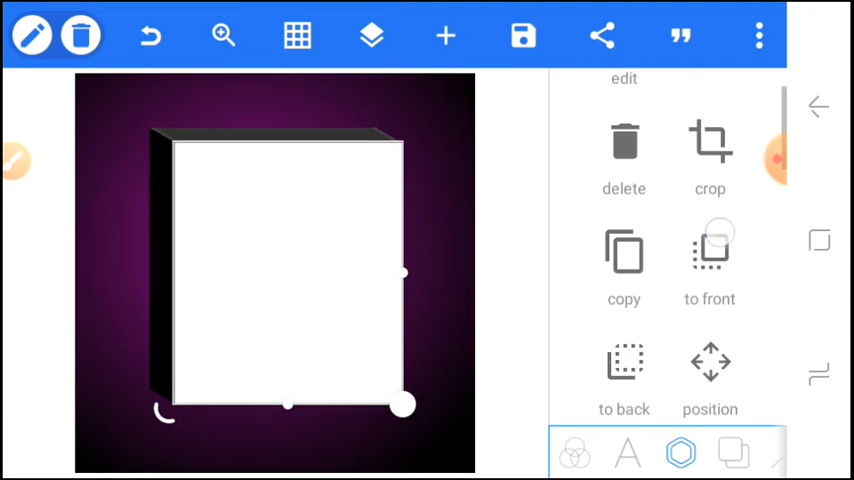 edit
delete crop
copy to front
to back position